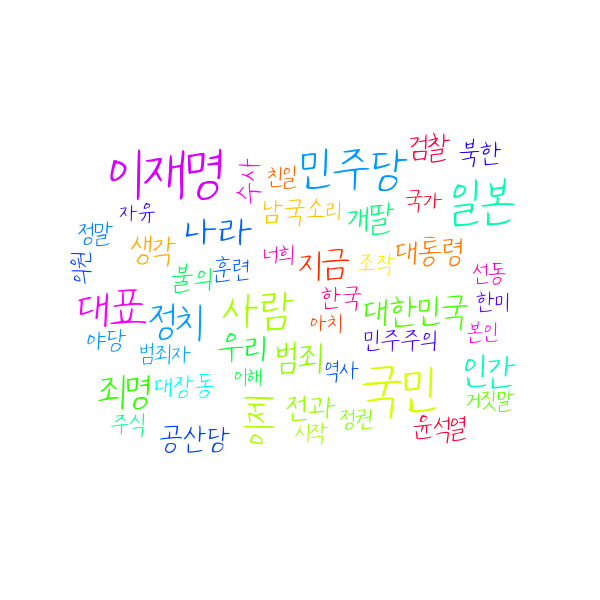 검찰
북한
이재명
수사
친일
민주당
일본
국가
자유
남국
소리
개딸
정말
생각
나라
너희
지금
조작
대통령
의원
불의
훈련
선동
대표
정치
사람
한국
대한민국
한미
아치
야당
범죄자
우리
범죄
역사
민주주의
본인
죄명
대장동
이해
국민
인간
주식
이제
전과
정권
거짓말
공산당
시작
윤석열